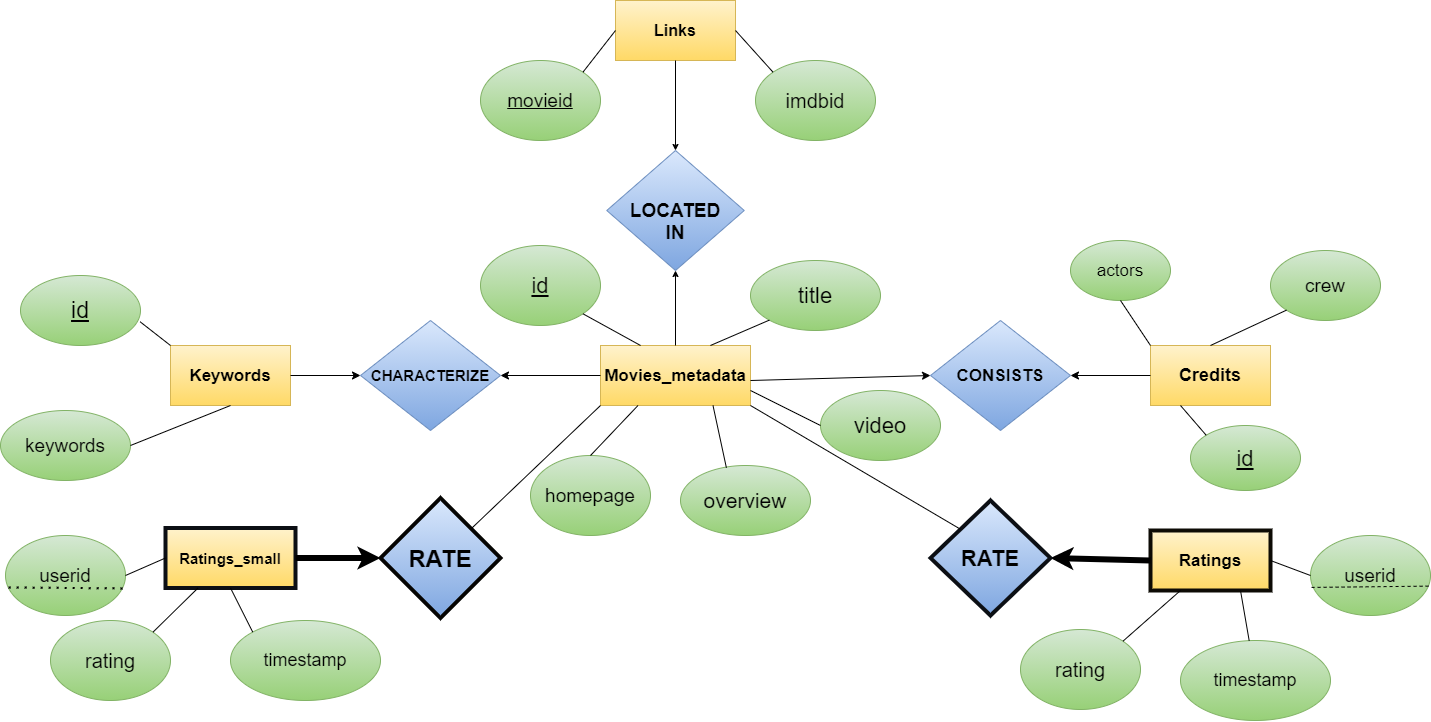 Links
movieid
imdbid
LOCATED
IN
id
title
actors
crew
id
Keywords
CHARACTERIZE
Movies_metadata
CONSISTS
Credits
keywords
video
id
homepage
overview
Ratings_small
RATE
RATE
Ratings
userid
userid
rating
timestamp
rating
timestamp